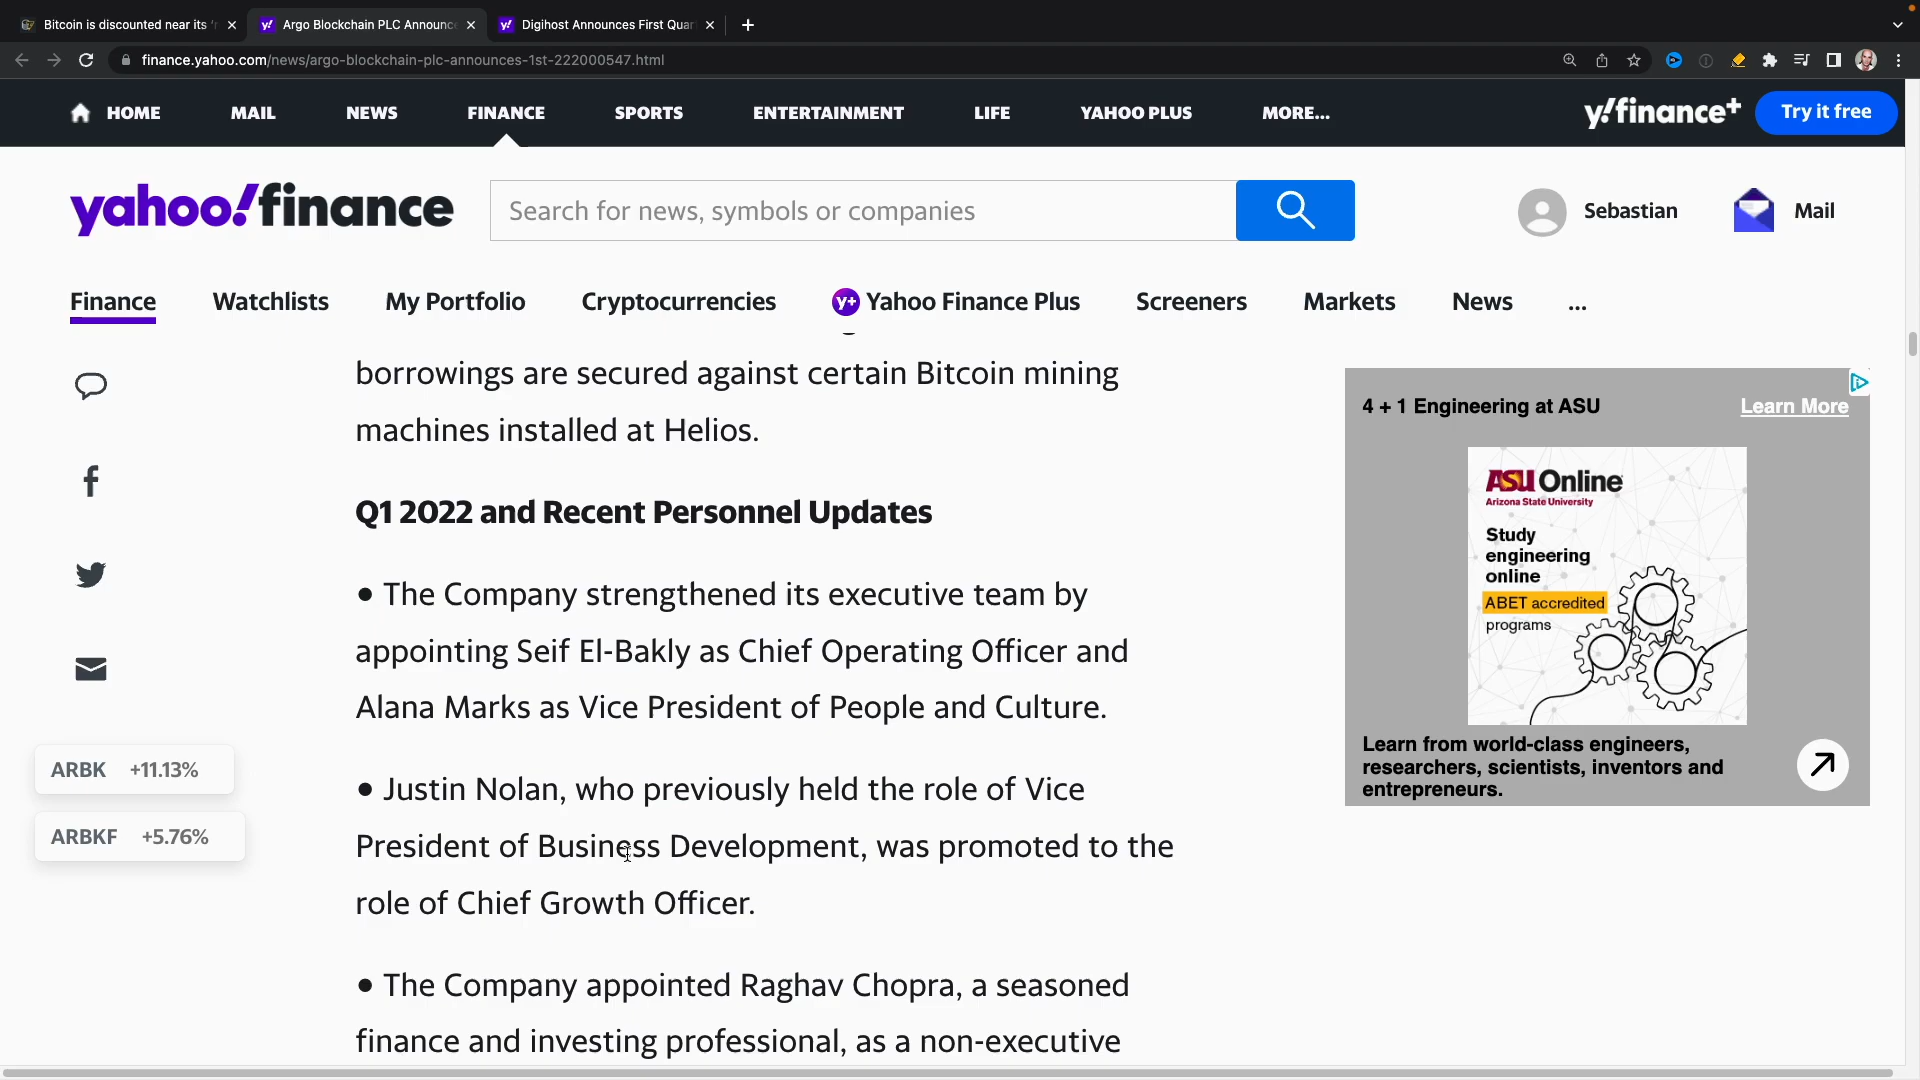 Bitcoin is discounted near its 'r
Argo Blockchain PLC Announce
Digihost Announces First Quar
finance.yahoo.com/news/argo-blockchain-plc-announces-1st-222000547.html
HOME MAIL NEWS FINANCE SPORTS ENTERTAINMENT LIFE YAHOO PLUS MORE... y!finance+ Try it free
yahoo!finance Search for news, symbols or companies Sebastian Mail
Finance Watchlists My Portfolio Cryptocurrencies y+ Yahoo Finance Plus Screeners Markets News ...
borrowings are secured against certain Bitcoin mining
machines installed at Helios.
Q1 2022 and Recent Personnel Updates
• The Company strengthened its executive team by
appointing Seif El-Bakly as Chief Operating Officer and
Alana Marks as Vice President of People and Culture.
• Justin Nolan, who previously held the role of Vice
President of Business Development, was promoted to the
role of Chief Growth Officer.
• The Company appointed Raghav Chopra, a seasoned
finance and investing professional, as a non-executive
ARBK +11.13%
ARBKF +5.76%
4 + 1 Engineering at ASU Learn More
ASU Online
Arizona State University
Study
engineering
online
ABET accredited
programs
Learn from world-class engineers,
researchers, scientists, inventors and
entrepreneurs.